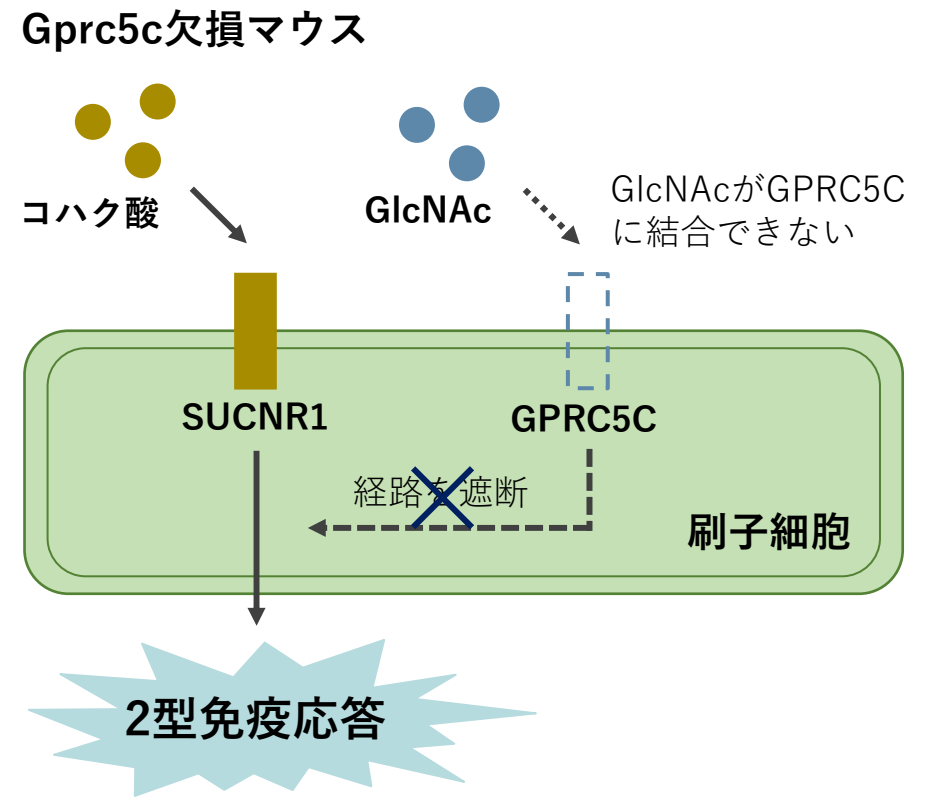 Gprc5c欠損マウス
コハク酸
GlcNAc
GlcNAcがGPRC5C
に結合できない
SUCNR1
GPRC5C
経路を遮断
刷子細胞
2型免疫応答